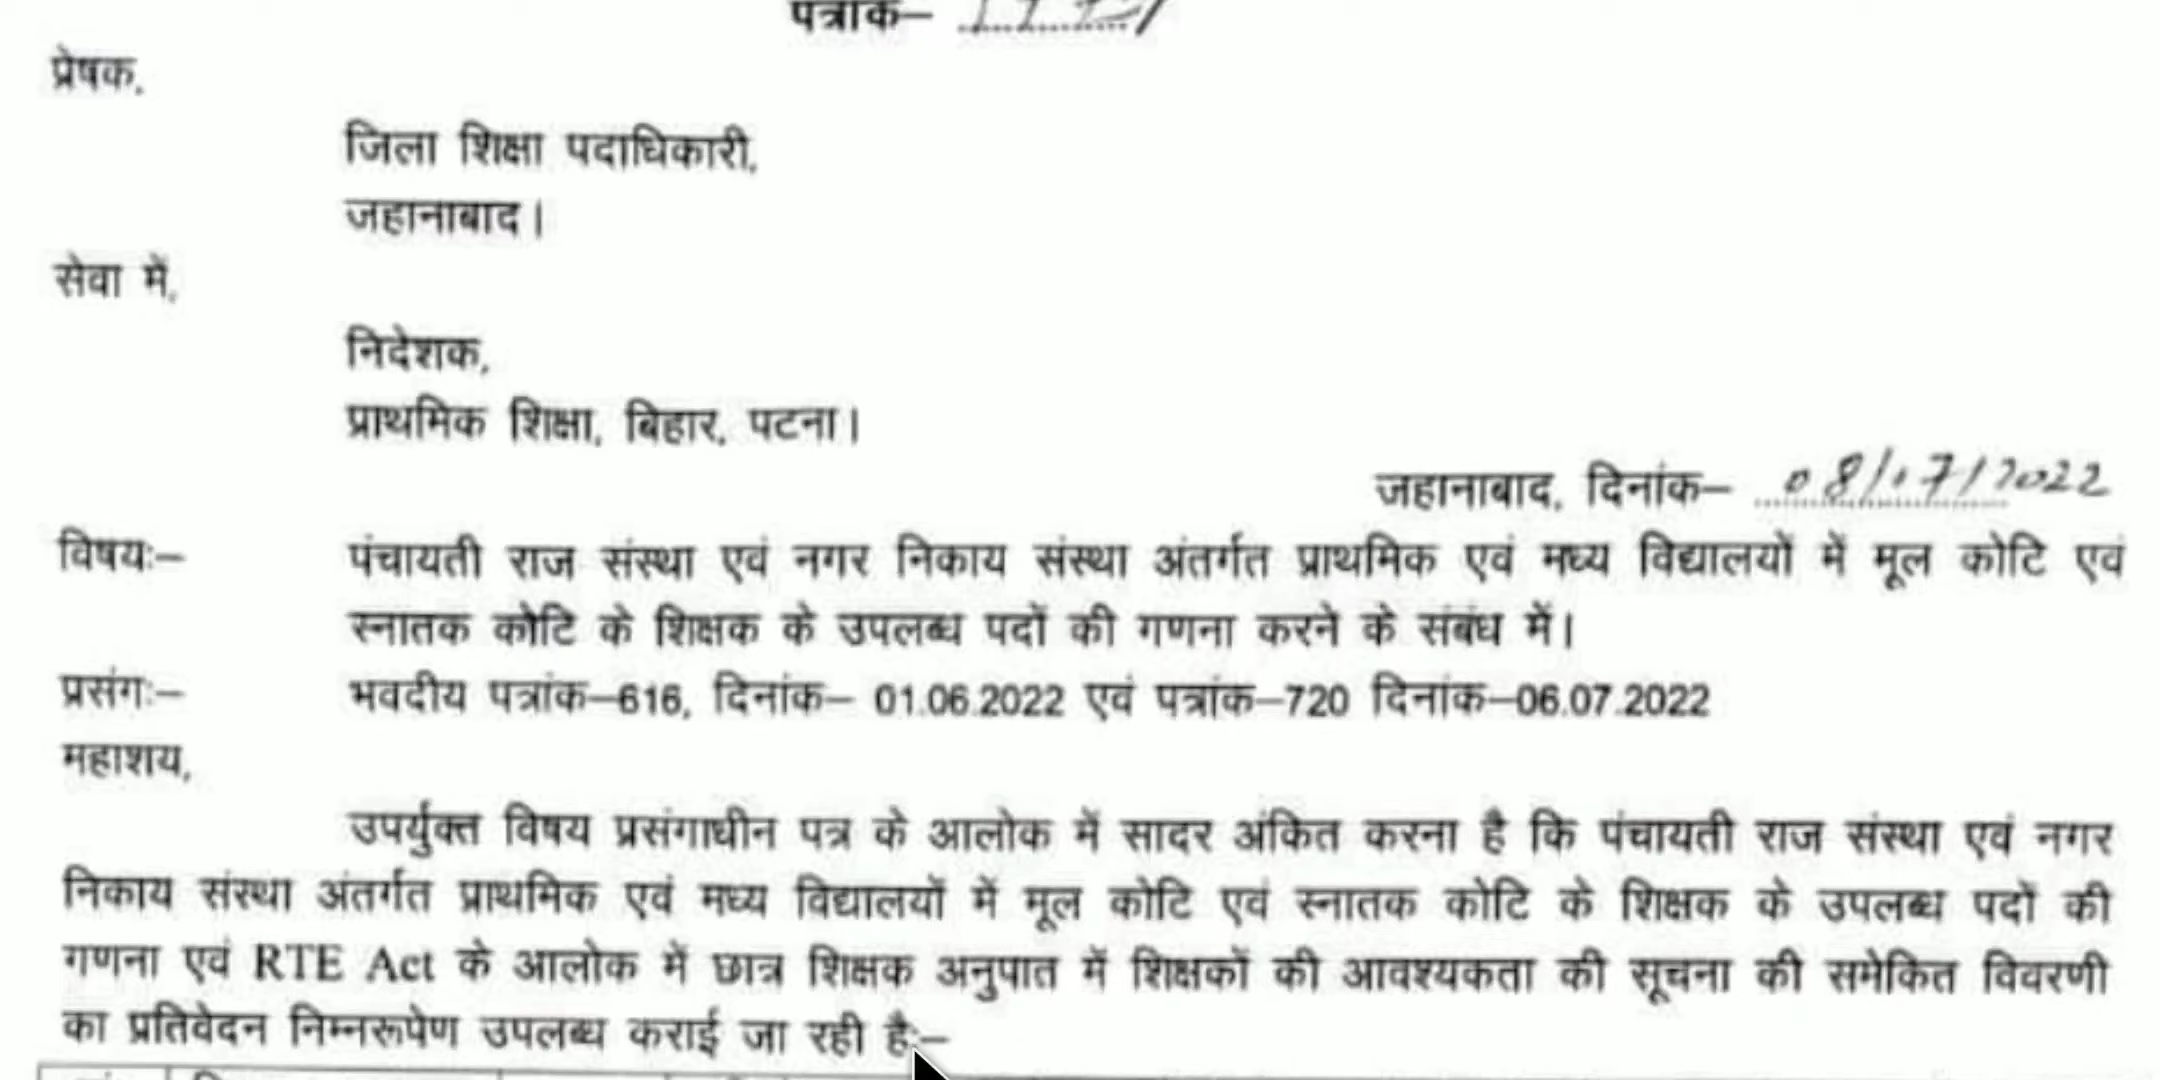 पत्रांक–
प्रेषक,
जिला शिक्षा पदाधिकारी,
जहानाबाद।
सेवा में,
निदेशक,
प्राथमिक शिक्षा, बिहार, पटना।
जहानाबाद, दिनांक– 08/07/2022
विषयः– पंचायती राज संस्था एवं नगर निकाय संस्था अंतर्गत प्राथमिक एवं मध्य विद्यालयों में मूल कोटि एवं
स्नातक कोटि के शिक्षक के उपलब्ध पदों की गणना करने के संबंध में।
प्रसंगः– भवदीय पत्रांक–616, दिनांक– 01.06.2022 एवं पत्रांक–720 दिनांक–06.07.2022
महाशय,
उपर्युक्त विषय प्रसंगाधीन पत्र के आलोक में सादर अंकित करना है कि पंचायती राज संस्था एवं नगर
निकाय संस्था अंतर्गत प्राथमिक एवं मध्य विद्यालयों में मूल कोटि एवं स्नातक कोटि के शिक्षक के उपलब्ध पदों की
गणना एवं RTE Act के आलोक में छात्र शिक्षक अनुपात में शिक्षकों की आवश्यकता की सूचना की समेकित विवरणी
का प्रतिवेदन निम्नरूपेण उपलब्ध कराई जा रही हैः–